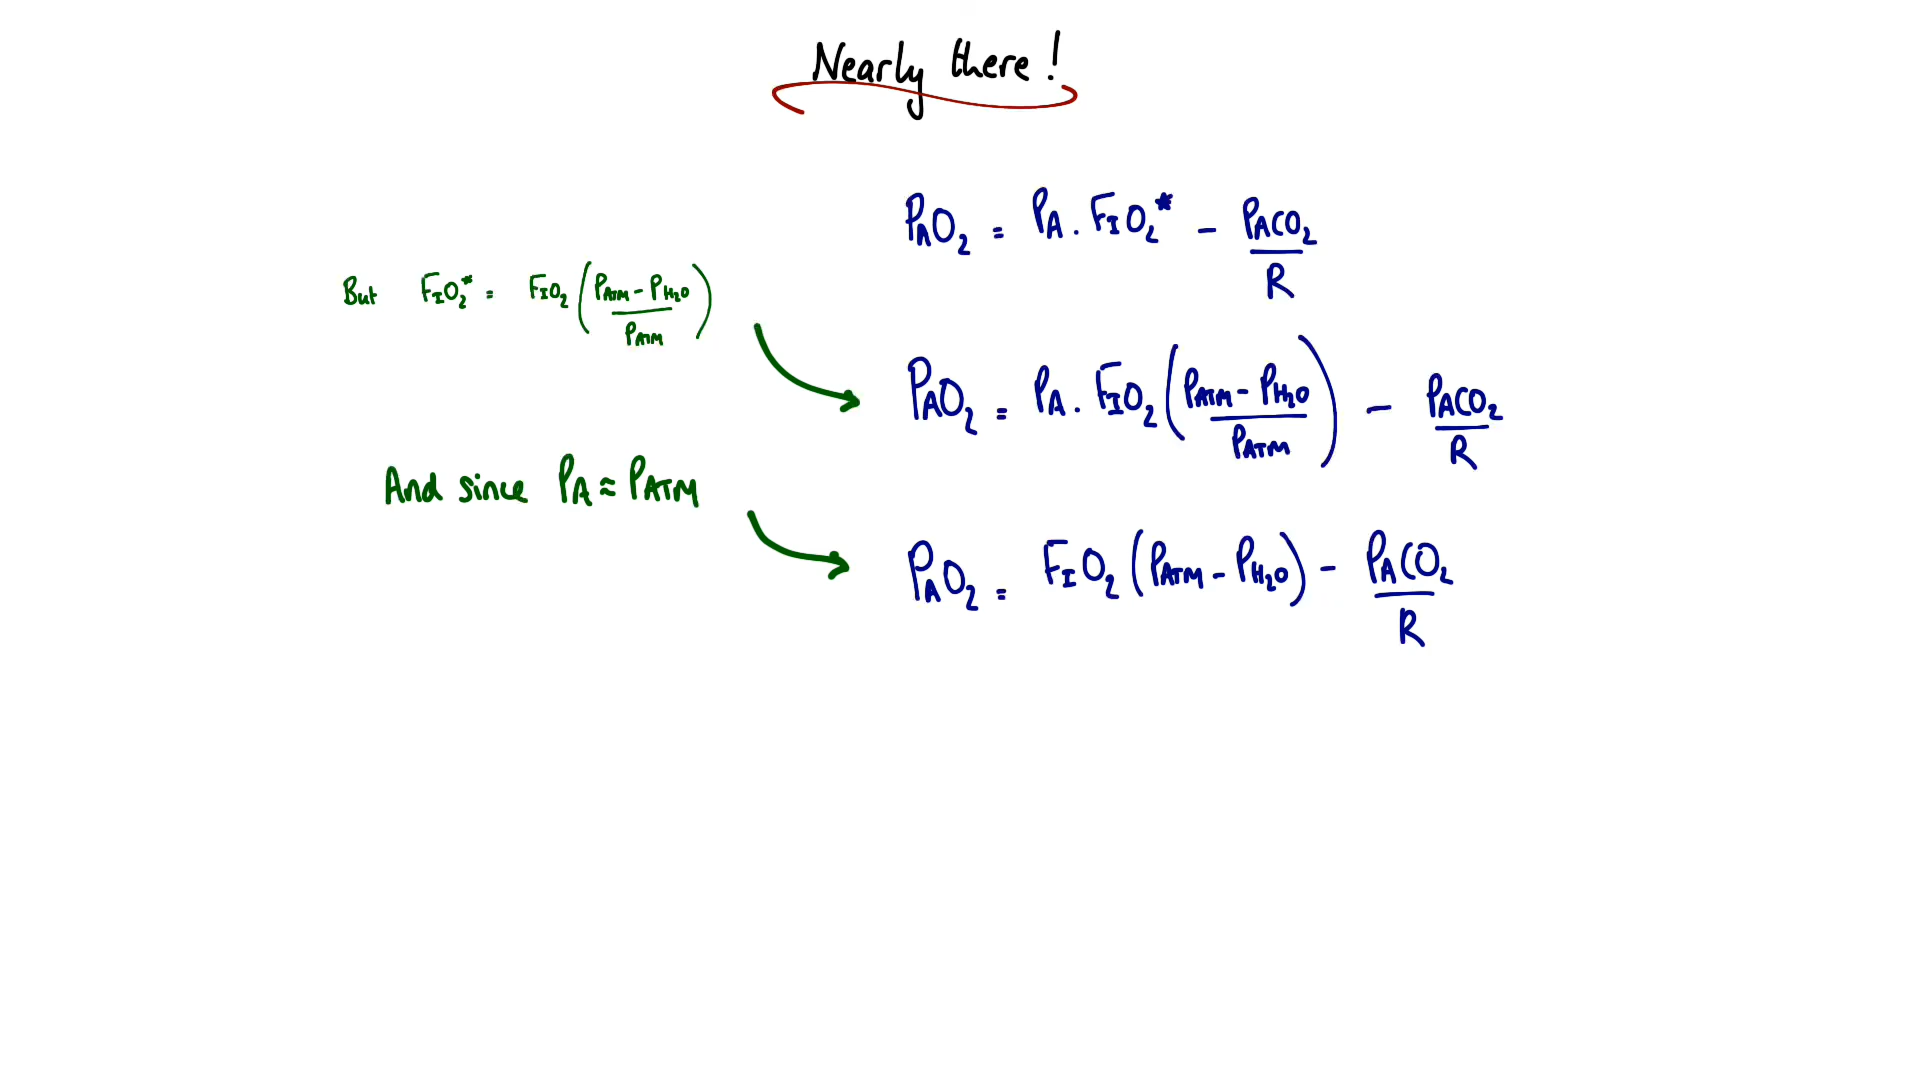 Nearly there!
PAO₂ = PA . FIO₂* - PACO₂/R
But FIO₂* = FIO₂ ((PATM - PH₂O)/PATM)
PAO₂ = PA . FIO₂ ((PATM - PH₂O)/PATM) - PACO₂/R
And since PA ≈ PATM
PAO₂ = FIO₂ (PATM - PH₂O) - PACO₂/R